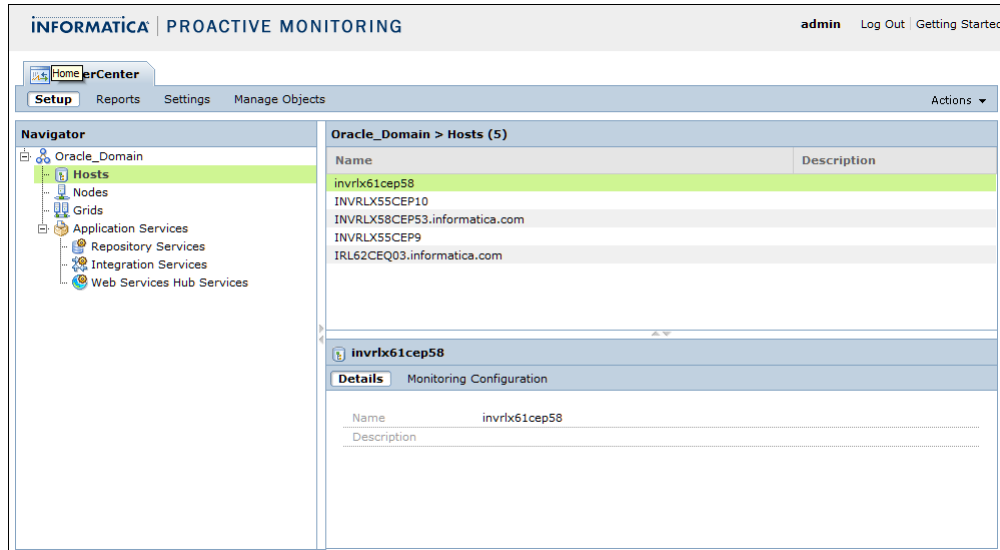 INFORMATICA | PROACTIVE MONITORING admin Log Out | Getting Started
Home erCenter
Setup Reports Settings Manage Objects Actions
Navigator
Oracle_Domain
Hosts
Nodes
Grids
Application Services
Repository Services
Integration Services
Web Services Hub Services
Oracle_Domain > Hosts (5)
Name Description
invrlx61cep58
INVRLX55CEP10
INVRLX58CEP53.informatica.com
INVRLX55CEP9
IRL62CEQ03.informatica.com
invrlx61cep58
Details Monitoring Configuration
Name invrlx61cep58
Description